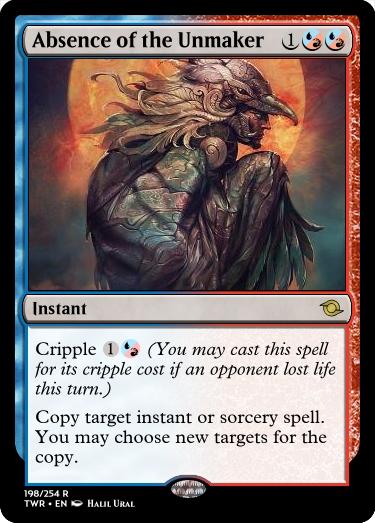 Absence of the Unmaker 1
Instant
Cripple 1 (You may cast this spell
for its cripple cost if an opponent lost life
this turn.)
Copy target instant or sorcery spell.
You may choose new targets for the
copy.
198/254 R
TWR • EN Halil Ural